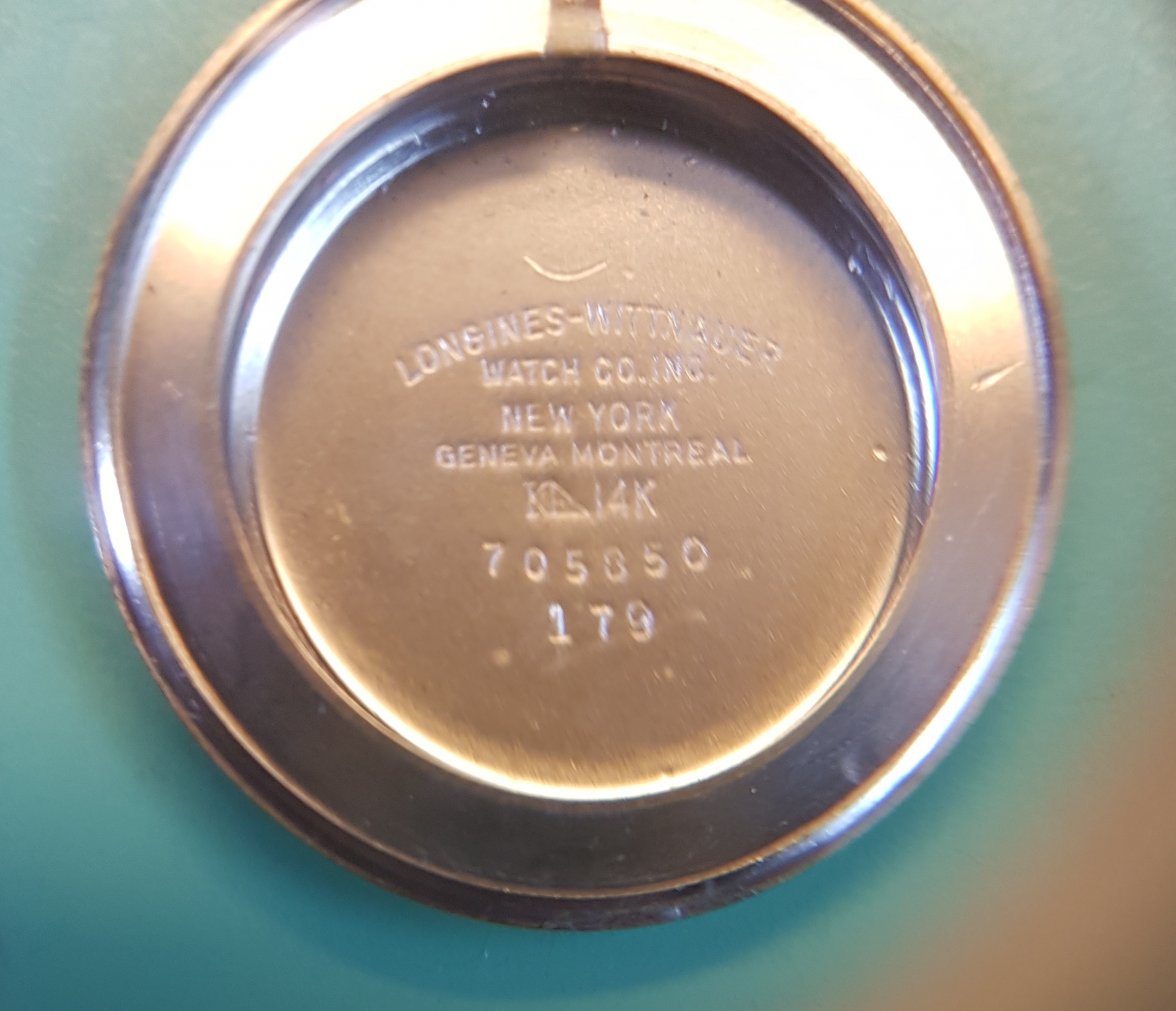 LONGINES-WITTNAUER
WATCH CO. INC.
NEW YORK
GENEVA MONTREAL
14K
705850
179